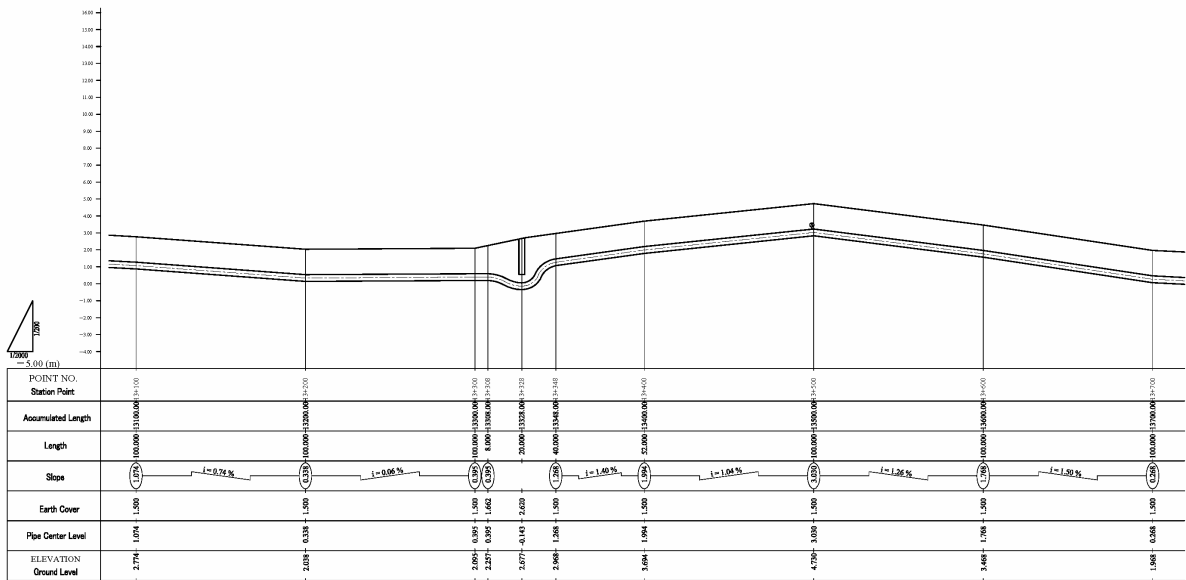 16.00
15.00
14.00
13.00
12.00
11.00
10.00
9.00
8.00
7.00
6.00
5.00
4.00
3.00
2.00
1.00
0.00
-1.00
-2.00
-3.00
-4.00
1/200
1/2000
-5.00 (m)
POINT NO.
Station Point
13+100 13+200 13+300 13+308 13+328 13+348 13+400 13+500 13+600 13+700
Accumulated Length
13100.00 13200.00 13300.00 13308.00 13328.00 13348.00 13400.00 13500.00 13600.00 13700.00
Length
100.000 100.000 100.000 8.000 20.000 40.000 52.000 100.000 100.000 100.000
Slope
1.074 i = 0.74 % 0.338 i = 0.06 % 0.395 0.395 1.268 i = 1.40 % 1.994 i = 1.04 % 3.030 i = 1.26 % 1.768 i = 1.50 % 0.268
Earth Cover
1.500 1.500 1.500 1.662 2.620 1.500 1.500 1.500 1.500 1.500
Pipe Center Level
1.074 0.338 0.395 0.395 -0.143 1.268 1.994 3.030 1.768 0.268
ELEVATION
Ground Level
2.774 2.038 2.095 2.257 2.677 2.968 3.694 4.730 3.468 1.968